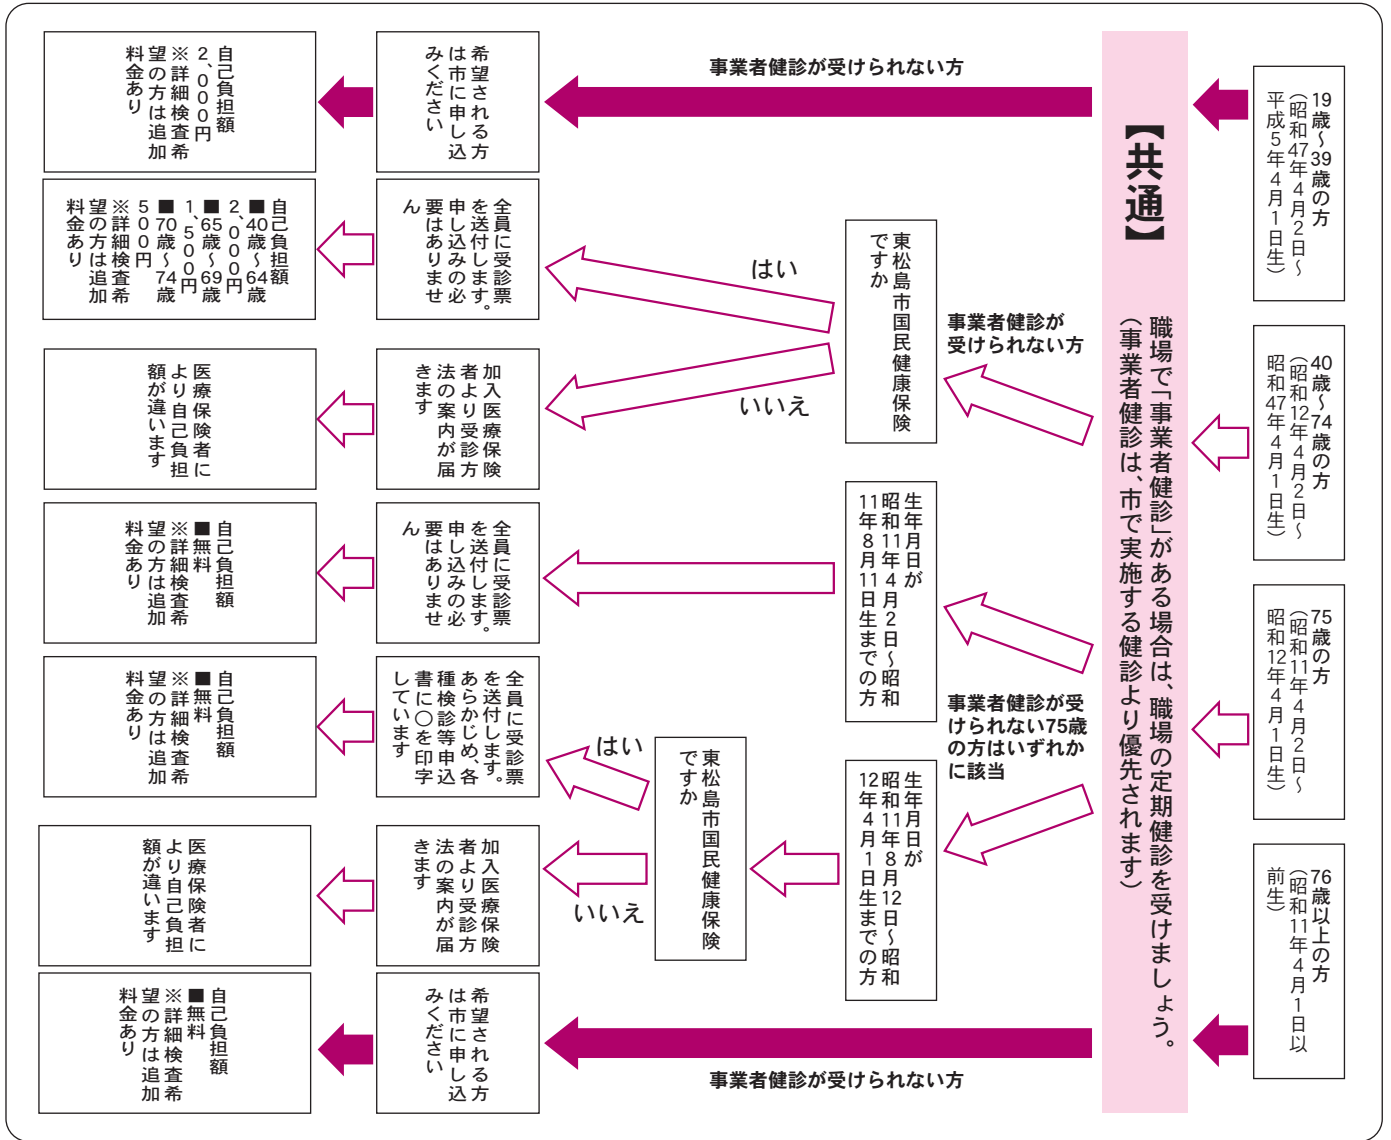 19歳～39歳の方
（昭和47年4月2日～
平成5年4月1日生）
40歳～74歳の方
（昭和12年4月2日～
昭和47年4月1日生）
75歳の方
（昭和11年4月2日～
昭和12年4月1日生）
76歳以上の方
（昭和11年4月1日以
前生）
【共通】
職場で「事業者健診」がある場合は、職場の定期健診を受けましょう。
（事業者健診は、市で実施する健診より優先されます）
事業者健診が受けられない方
希望される方
は市に申し込
みください
自己負担額
2,000円
※詳細検査希
望の方は追加
料金あり
事業者健診が
受けられない方
東松島市国民健康保険
ですか
はい
全員に受診票
を送付します。
申し込みの必
要はありませ
ん
自己負担額
■40歳～64歳
2,000円
■65歳～69歳
1,500円
■70歳～74歳
500円
※詳細検査希
望の方は追加
料金あり
いいえ
加入医療保険
者より受診方
法の案内が届
きます
医療保険者に
より自己負担
額が違います
事業者健診が受
けられない75歳
の方はいずれか
に該当
生年月日が
昭和11年4月2日～昭和
11年8月11日生までの方
全員に受診票
を送付します。
申し込みの必
要はありませ
ん
自己負担額
■無料
※詳細検査希
望の方は追加
料金あり
生年月日が
昭和11年8月12日～昭和
12年4月1日生までの方
東松島市国民健康保険
ですか
はい
全員に受診票
を送付します。
あらかじめ、各
種検診等申込
書に○を印字
しています
自己負担額
■無料
※詳細検査希
望の方は追加
料金あり
いいえ
加入医療保険
者より受診方
法の案内が届
きます
医療保険者に
より自己負担
額が違います
事業者健診が受けられない方
希望される方
は市に申し込
みください
自己負担額
■無料
※詳細検査希
望の方は追加
料金あり